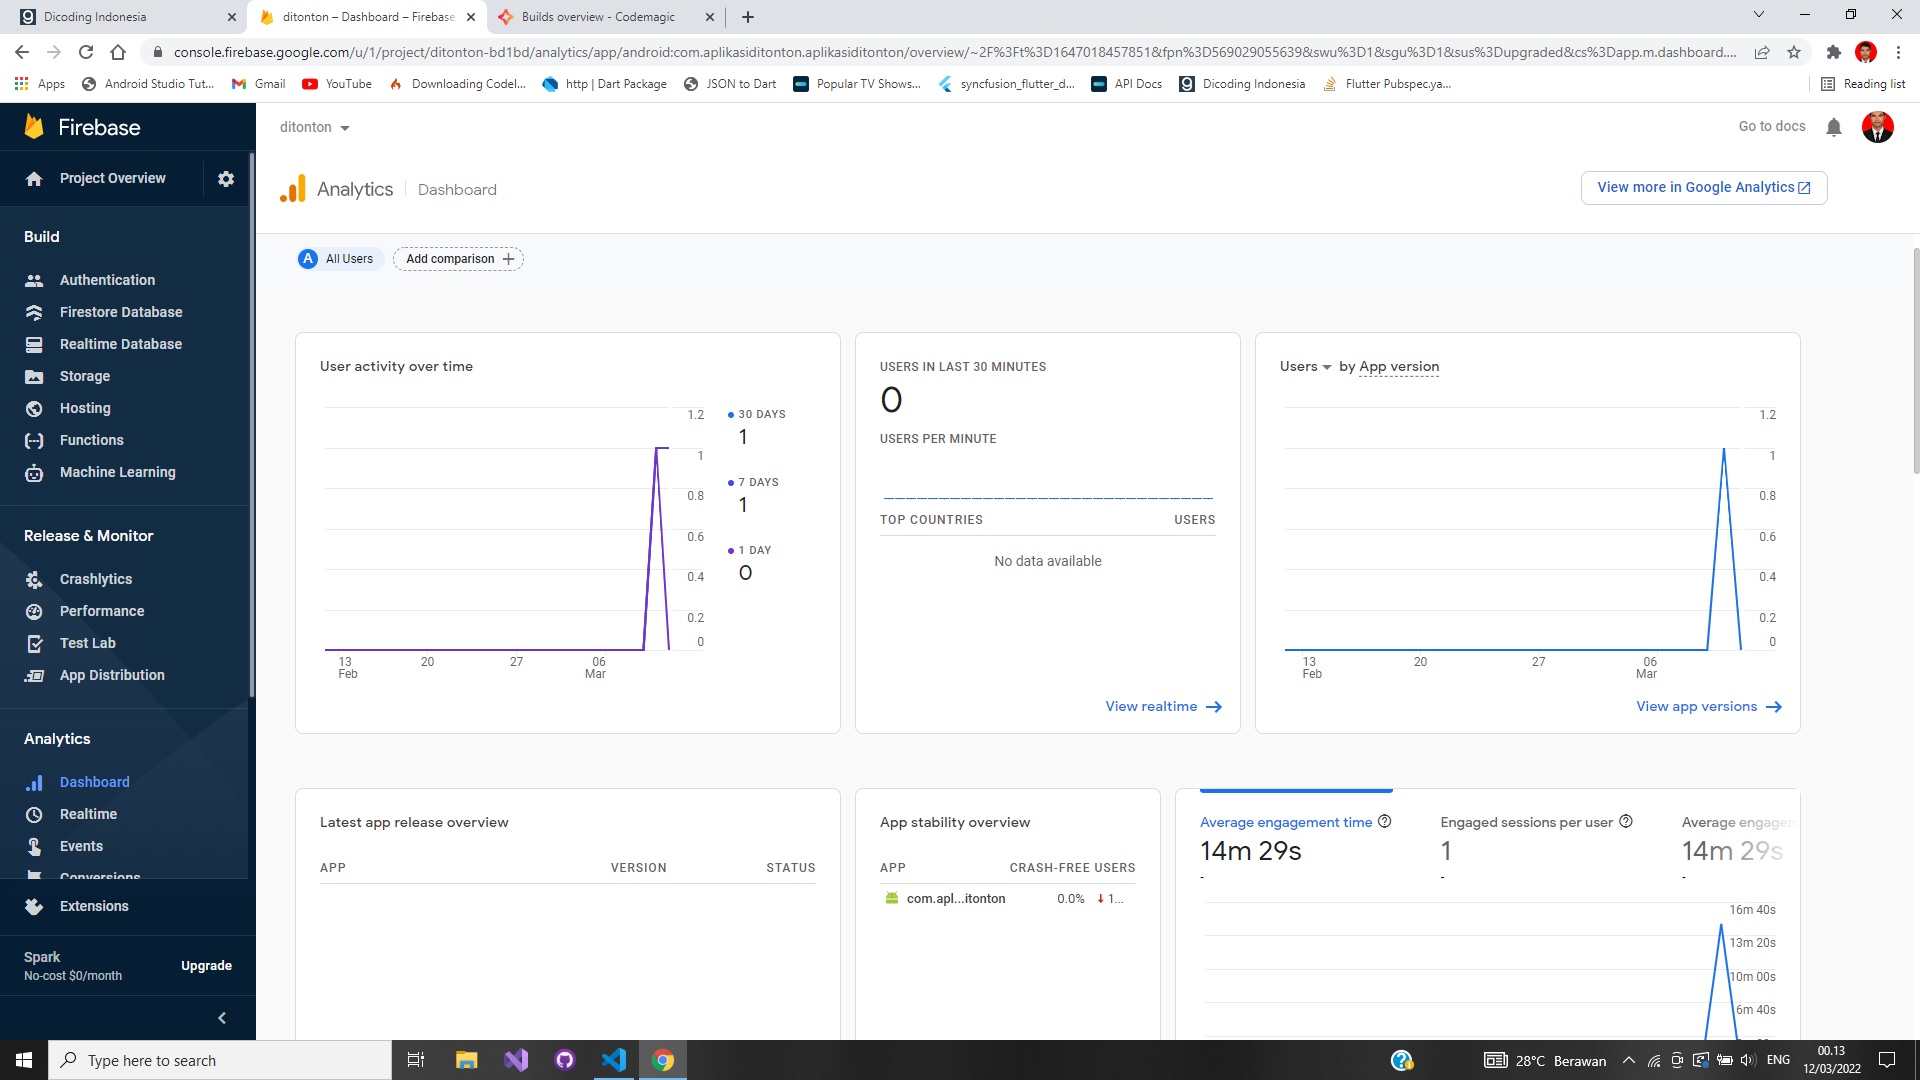 Dicoding Indonesia
ditonton – Dashboard – Firebase
Builds overview - Codemagic
console.firebase.google.com/u/1/project/ditonton-bd1bd/analytics/app/android:com.aplikasiditonton.aplikasiditonton/overview/~2F%3Ft%3D1647018457851&fpn%3D569029055639&swu%3D1&sgu%3D1&sus%3Dupgraded&cs%3Dapp.m.dashboard....
Apps
Android Studio Tut...
Gmail
YouTube
Downloading Codel...
http | Dart Package
JSON to Dart
Popular TV Shows...
syncfusion_flutter_d...
API Docs
Dicoding Indonesia
Flutter Pubspec.ya...
Reading list
Firebase
ditonton
Go to docs
Project Overview
Analytics
Dashboard
View more in Google Analytics
Build
A All Users
Add comparison
Authentication
Firestore Database
Realtime Database
Storage
Hosting
Functions
Machine Learning
Release & Monitor
Crashlytics
Performance
Test Lab
App Distribution
Analytics
Dashboard
Realtime
Events
Conversions
Extensions
Spark
No-cost $0/month
Upgrade
User activity over time
1.2
1
0.8
0.6
0.4
0.2
0
13
Feb
20
27
06
Mar
30 DAYS
1
7 DAYS
1
1 DAY
0
USERS IN LAST 30 MINUTES
0
USERS PER MINUTE
TOP COUNTRIES
USERS
No data available
View realtime
Users by App version
1.2
1
0.8
0.6
0.4
0.2
0
13
Feb
20
27
06
Mar
View app versions
Latest app release overview
APP
VERSION
STATUS
App stability overview
APP
CRASH-FREE USERS
com.apl...itonton
0.0%
1...
Average engagement time
14m 29s
-
Engaged sessions per user
1
-
Average engagem
14m 29s
-
16m 40s
13m 20s
10m 00s
6m 40s
Type here to search
28°C Berawan
ENG
00.13
12/03/2022